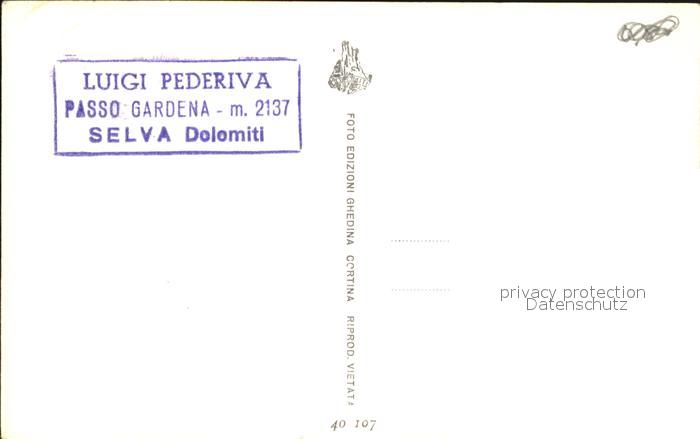 LUIGI PEDERIVA
PASSO GARDENA - m. 2137
SELVA Dolomiti
FOTO EDIZIONI GHEDINA CORTINA RIPROD. VIETATA
40 107
privacy protection
Datenschutz